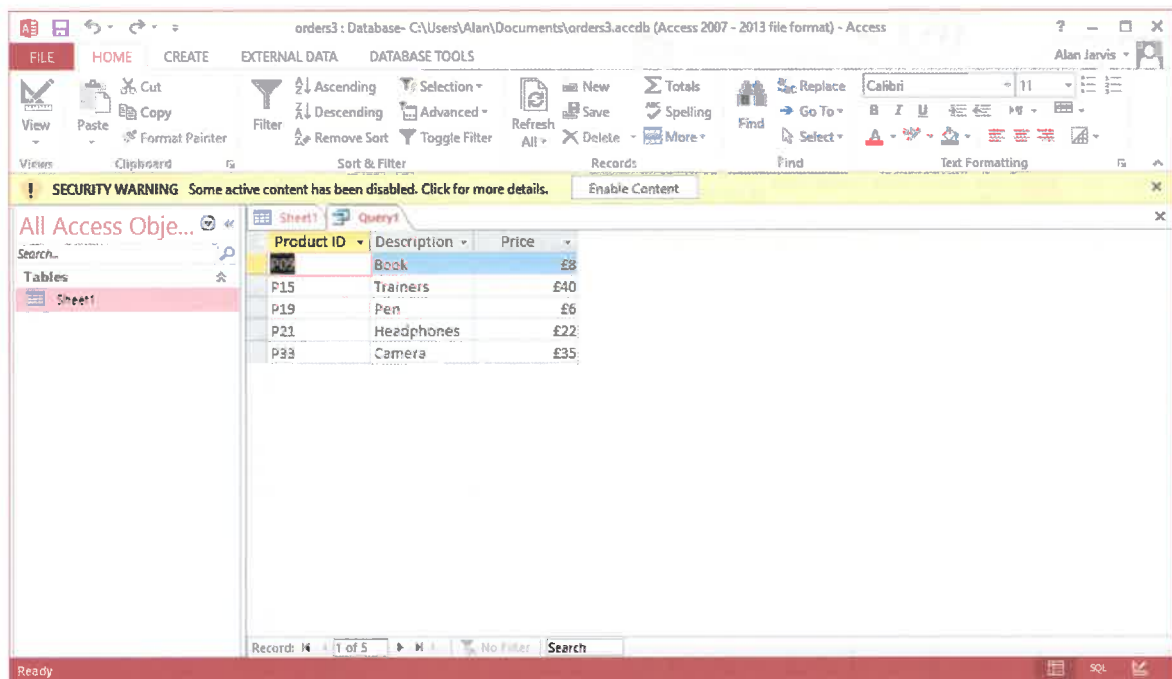 orders3 : Database- C:\Users\Alan\Documents\orders3.accdb (Access 2007 - 2013 file format) - Access
FILE HOME CREATE EXTERNAL DATA DATABASE TOOLS Alan Jarvis
View Paste Cut Copy Format Painter
Filter Ascending Descending Remove Sort Selection Advanced Toggle Filter
Refresh All New Save Delete Totals Spelling More
Find Replace Go To Select Calibri 11
B I U A
Views Clipboard Sort & Filter Records Find Text Formatting
! SECURITY WARNING Some active content has been disabled. Click for more details. Enable Content
All Access Obje...
Search...
Tables
Sheet1
Sheet1 Query1
Product ID Description Price
P09 Book £8
P15 Trainers £40
P19 Pen £6
P21 Headphones £22
P33 Camera £35
Record: 1 of 5 No Filter Search
Ready SQL